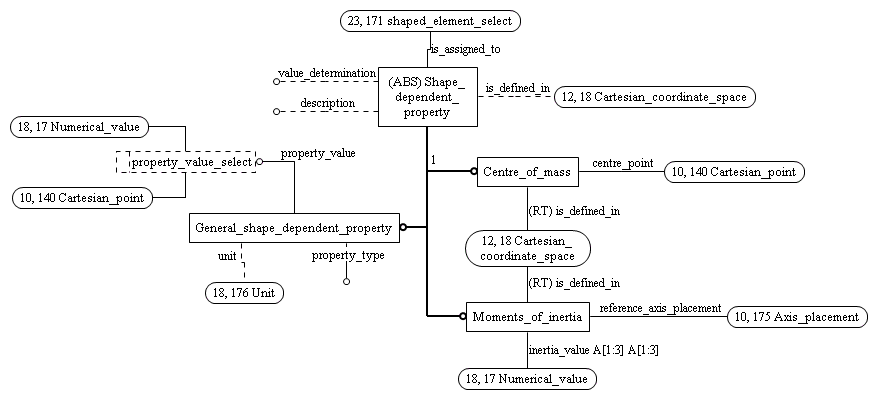 23, 171 shaped_element_select
is_assigned_to
value_determination
(ABS) Shape_
dependent_
property
is_defined_in
12, 18 Cartesian_coordinate_space
description
18, 17 Numerical_value
property_value_select
property_value
1
Centre_of_mass
centre_point
10, 140 Cartesian_point
10, 140 Cartesian_point
(RT) is_defined_in
General_shape_dependent_property
12, 18 Cartesian_
coordinate_space
unit
property_type
(RT) is_defined_in
18, 176 Unit
Moments_of_inertia
reference_axis_placement
10, 175 Axis_placement
inertia_value A[1:3] A[1:3]
18, 17 Numerical_value